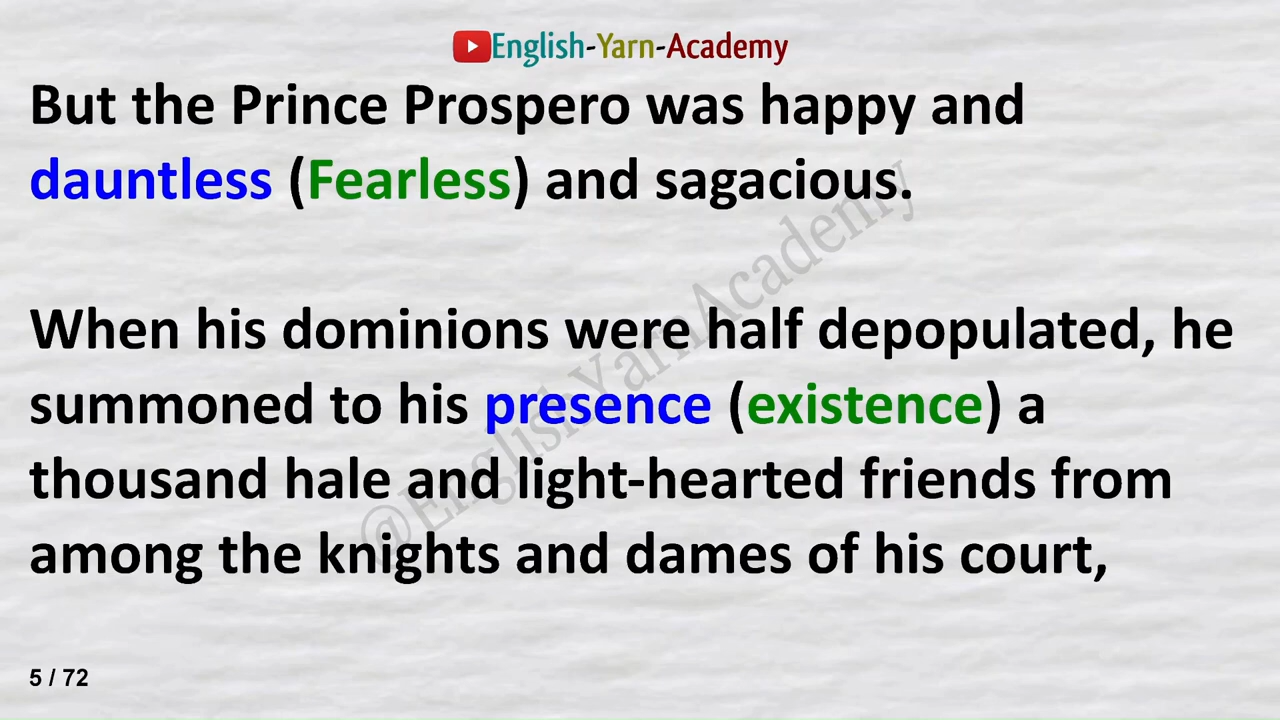 English-Yarn-Academy
But the Prince Prospero was happy and
dauntless (Fearless) and sagacious.
When his dominions were half depopulated, he
summoned to his presence (existence) a
thousand hale and light-hearted friends from
among the knights and dames of his court,
@EnglishYarnAcademy
5 / 72